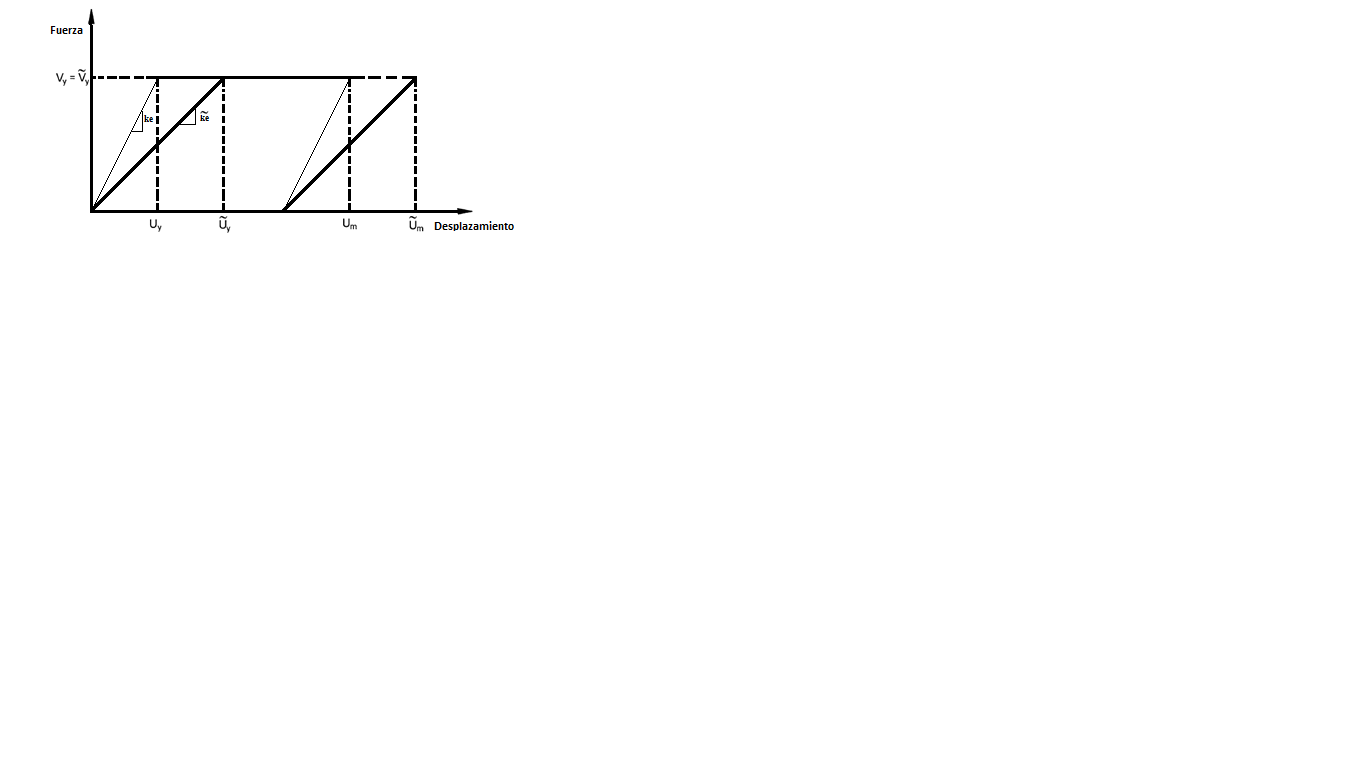 Fuerza
Vy = Ṽy
ke
k̃e
Uy
Ũy
Um
Ũm
Desplazamiento